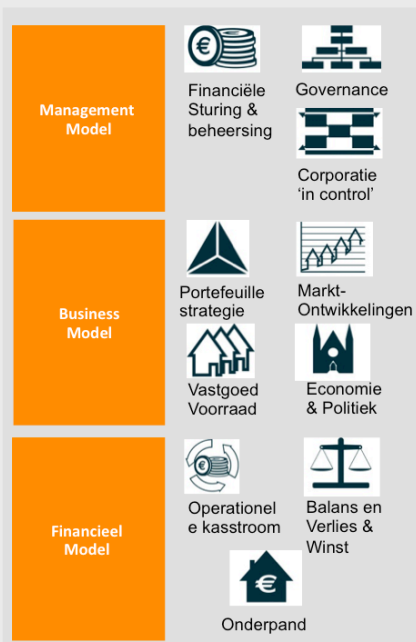 Management
Model
Financiële
Sturing &
beheersing
Governance
Corporatie
‘in control’
Business
Model
Portefeuille
strategie
Markt-
Ontwikkelingen
Vastgoed
Voorraad
Economie
& Politiek
Financieel
Model
Operationel
e kasstroom
Balans en
Verlies &
Winst
Onderpand